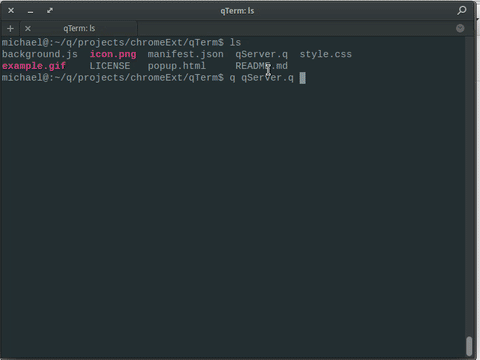 qTerm: ls
qTerm: ls
michael@:~/q/projects/chromeExt/qTerm$ ls
background.js icon.png manifest.json qServer.q style.css
example.gif LICENSE popup.html README.md
michael@:~/q/projects/chromeExt/qTerm$ q qServer.q